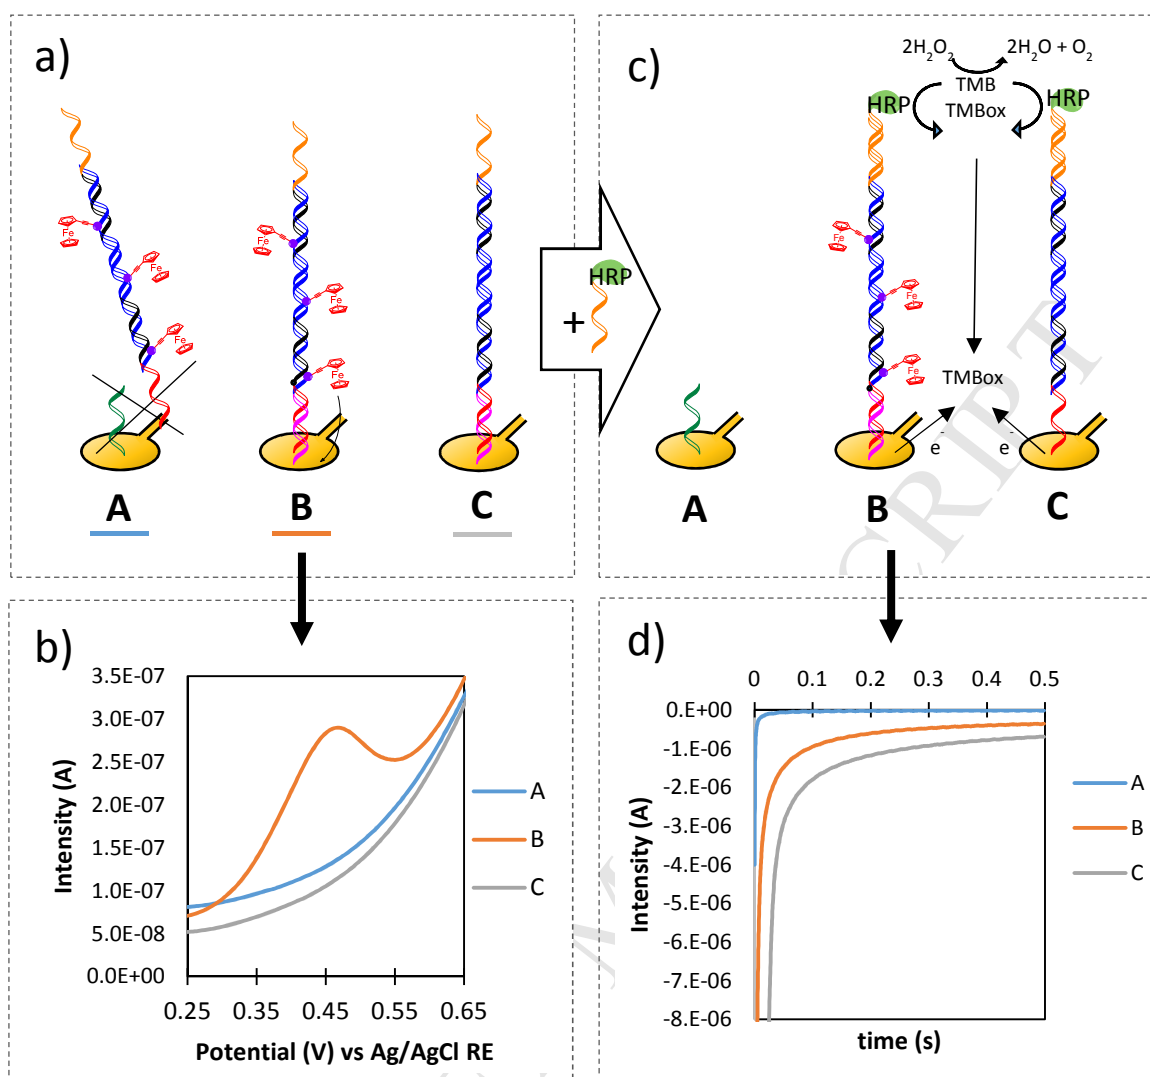 a)
Fe
Fe
Fe
Fe
Fe
Fe
A
B
C
HRP
+
c)
2H2O2
2H2O + O2
TMB
TMBox
HRP
HRP
Fe
Fe
Fe
TMBox
e-
e-
A
B
C
b)
3.5E-07
3.0E-07
2.5E-07
2.0E-07
1.5E-07
1.0E-07
5.0E-08
0.0E+00
0.25
0.35
0.45
0.55
0.65
Intensity (A)
Potential (V) vs Ag/AgCl RE
A
B
C
d)
0
0.1
0.2
0.3
0.4
0.5
0.E+00
-1.E-06
-2.E-06
-3.E-06
-4.E-06
-5.E-06
-6.E-06
-7.E-06
-8.E-06
Intensity (A)
time (s)
A
B
C